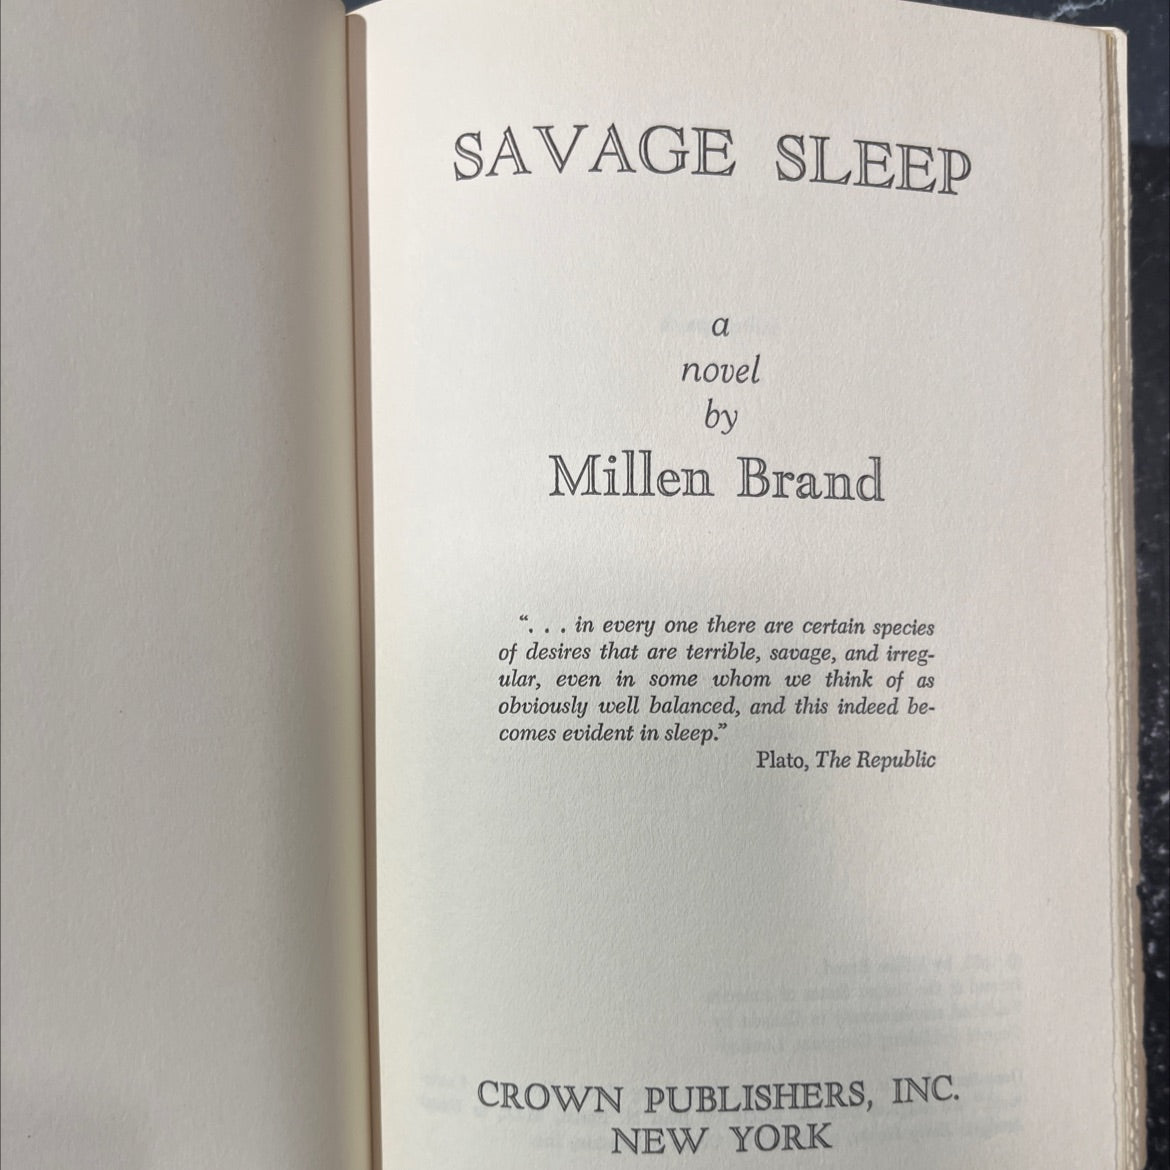 SAVAGE SLEEP
a
novel
by
Millen Brand
“. . . in every one there are certain species
of desires that are terrible, savage, and irreg-
ular, even in some whom we think of as
obviously well balanced, and this indeed be-
comes evident in sleep.”
Plato, The Republic
CROWN PUBLISHERS, INC.
NEW YORK